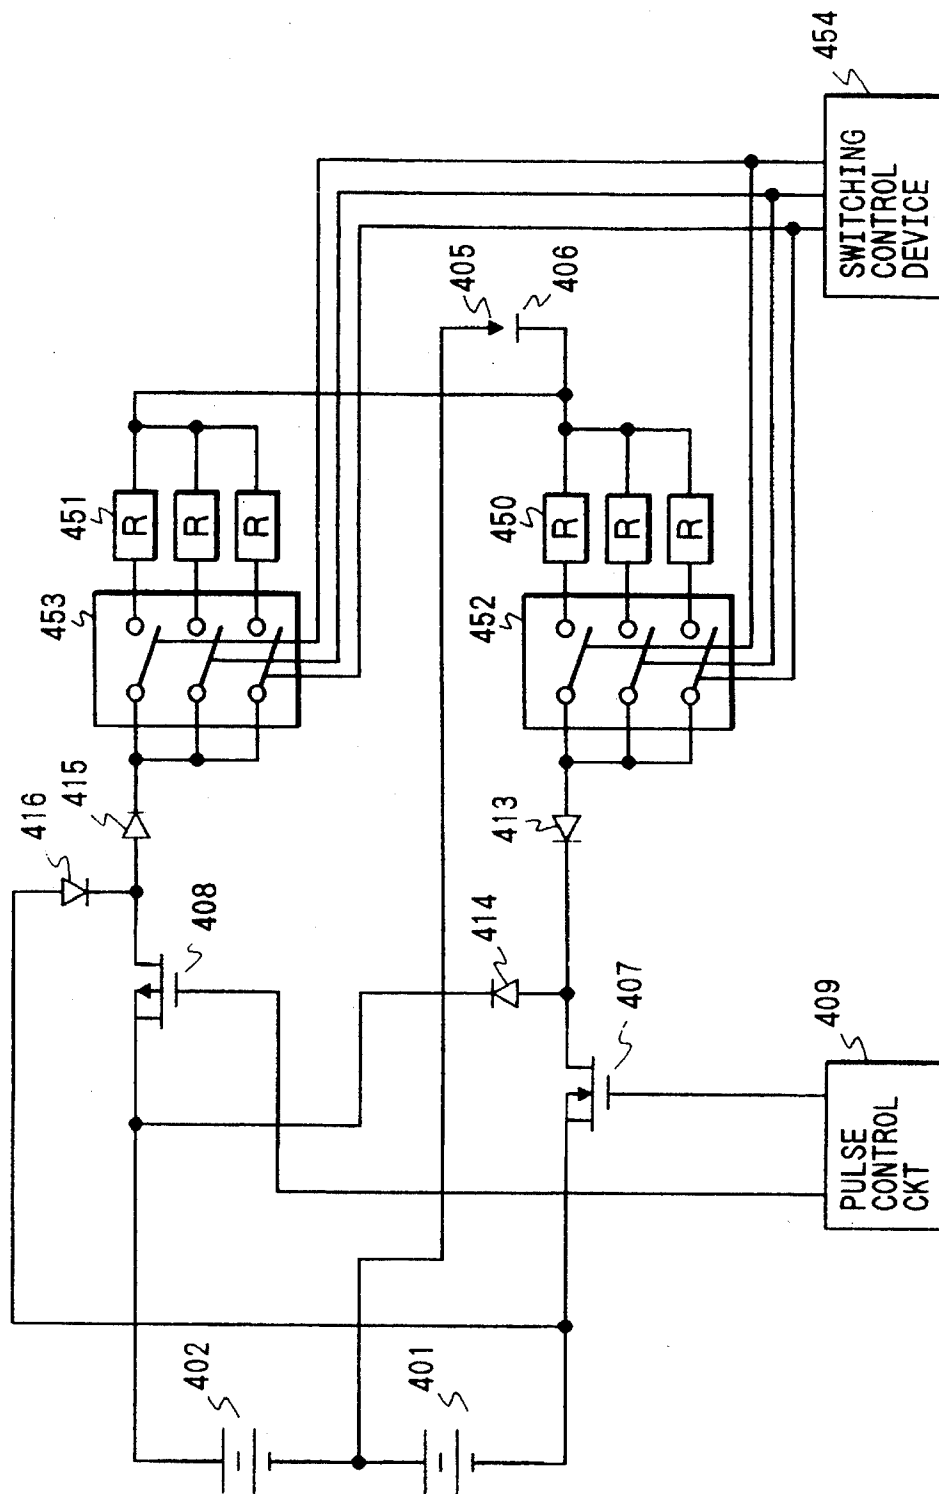 416
415
453
451
R
R
R
408
402
401
414
413
452
450
R
R
R
405
406
407
409
PULSE
CONTROL
CKT
454
SWITCHING
CONTROL
DEVICE